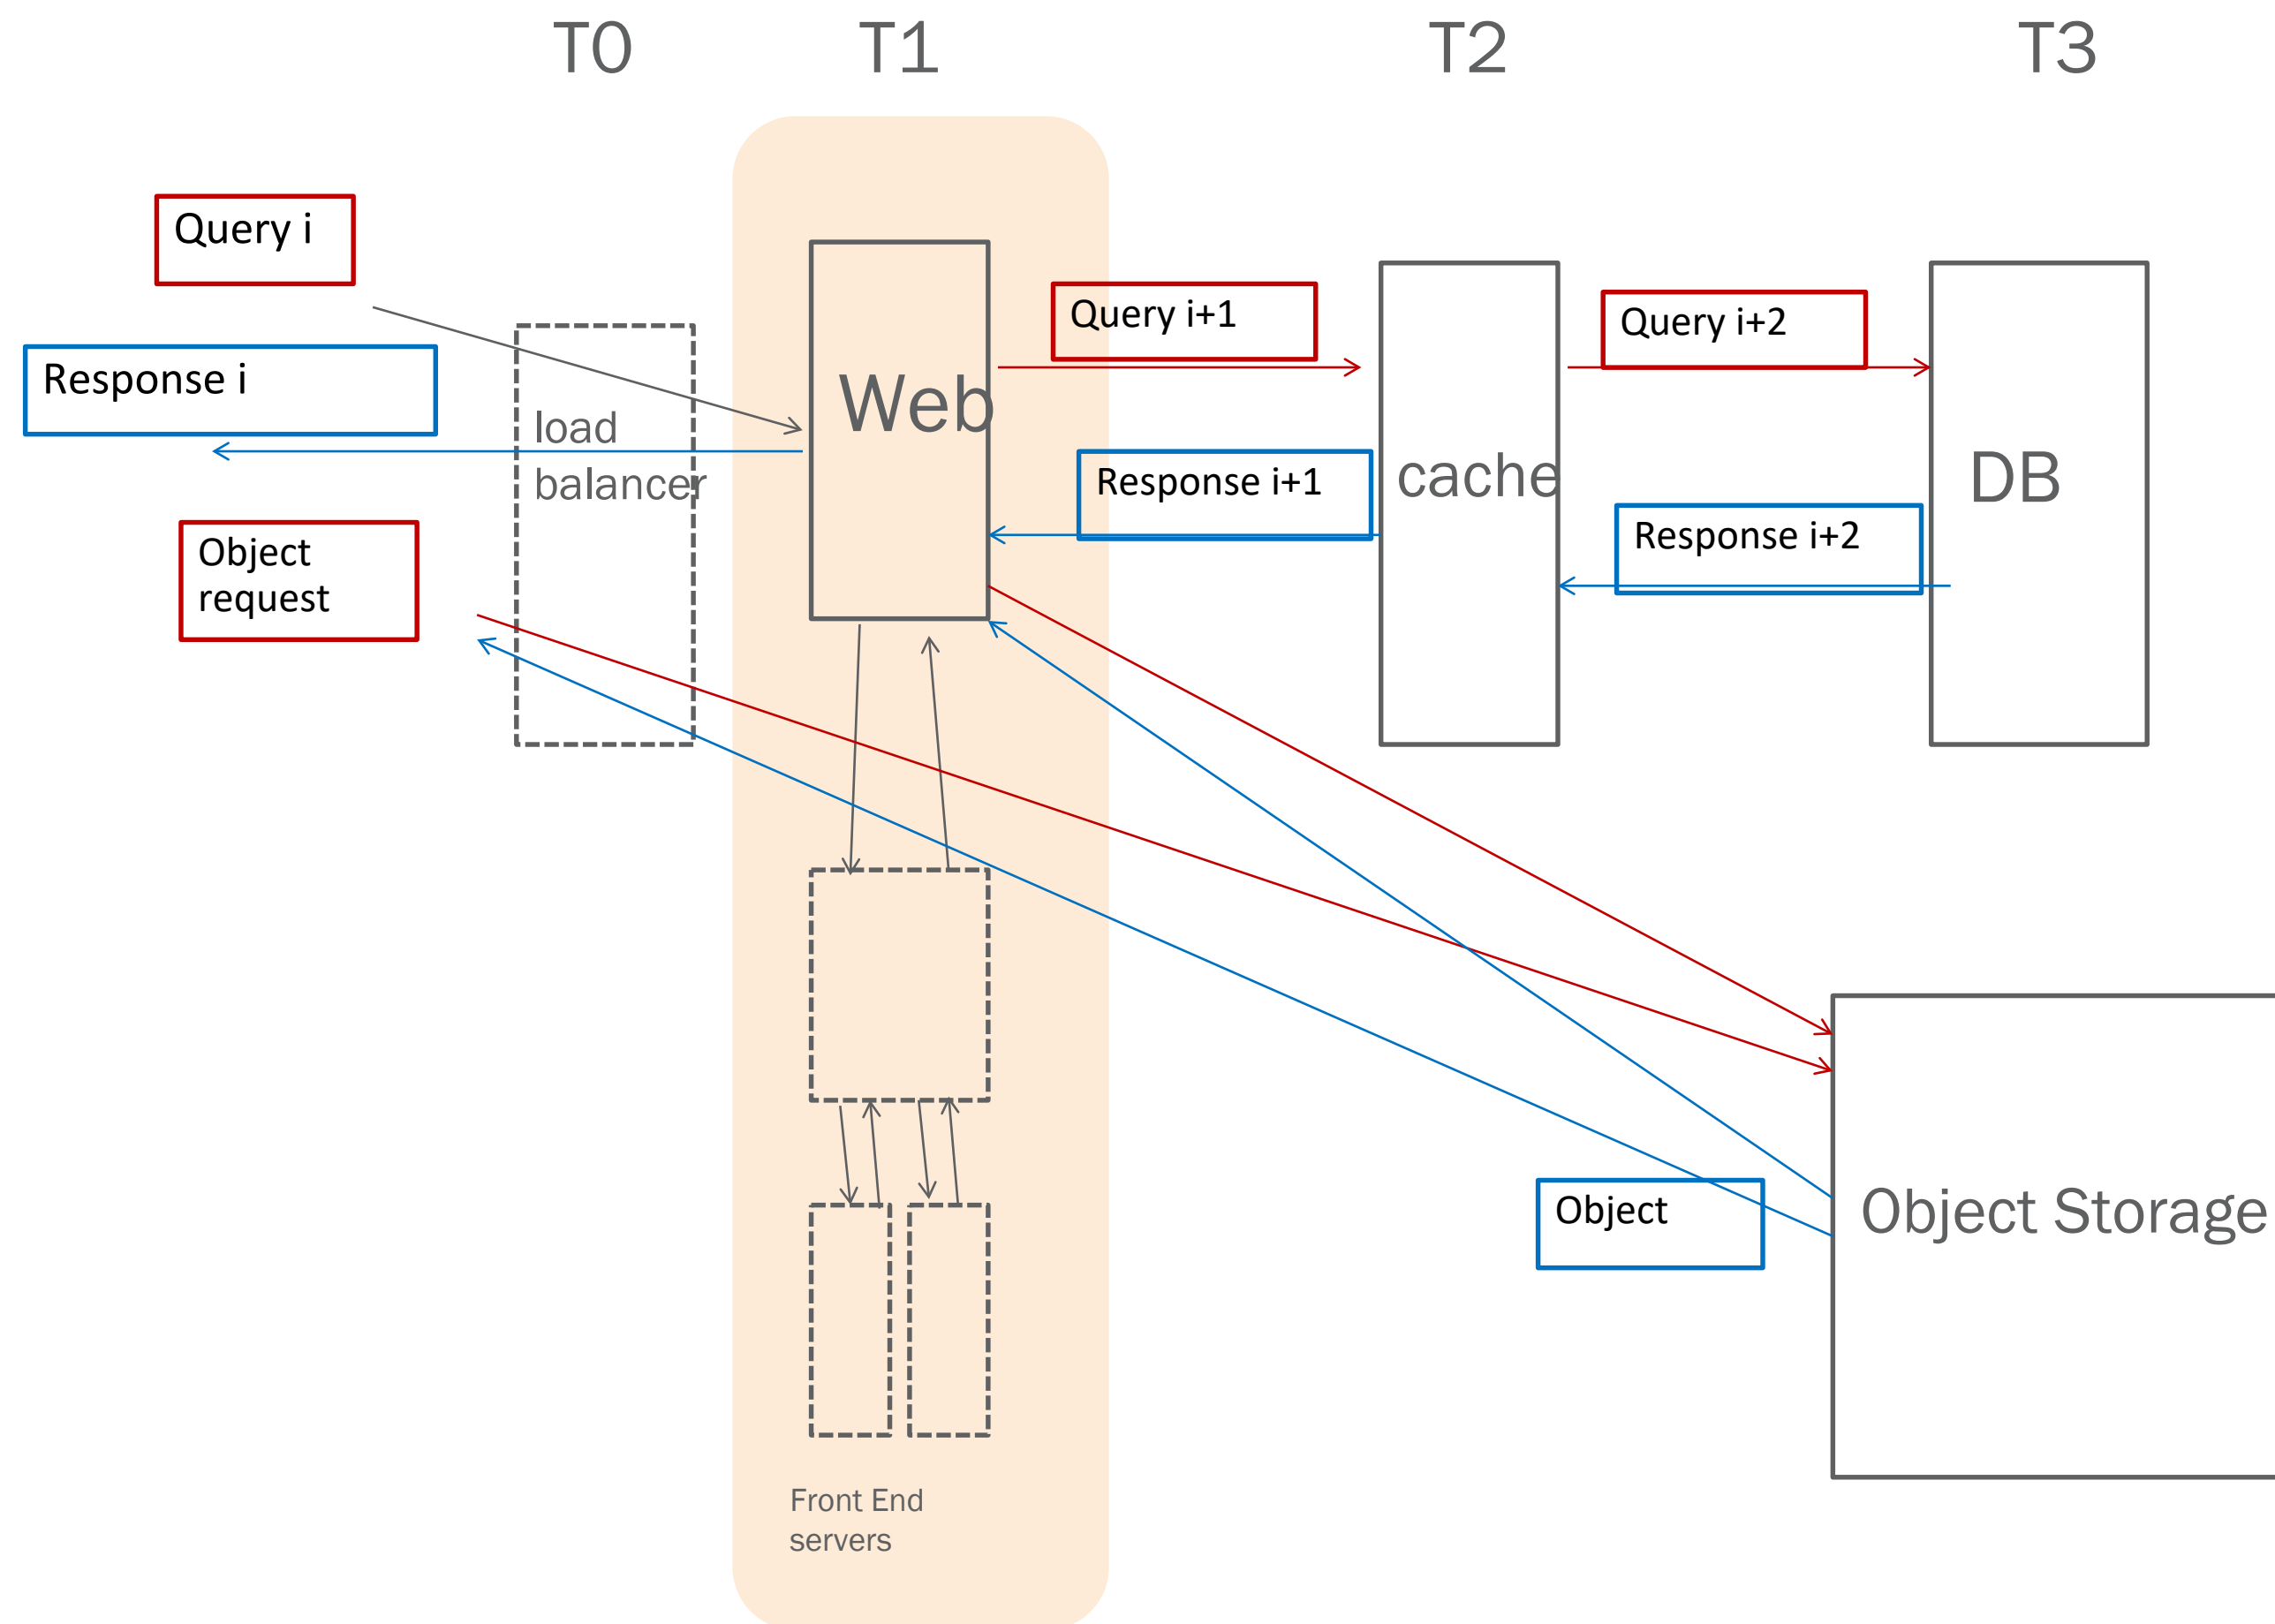 T0
T1
T2
T3
Query i
Response i
load
balancer
Object
request
Web
Query i+1
Response i+1
cache
Query i+2
Response i+2
DB
Object
Object Storage
Front End
servers